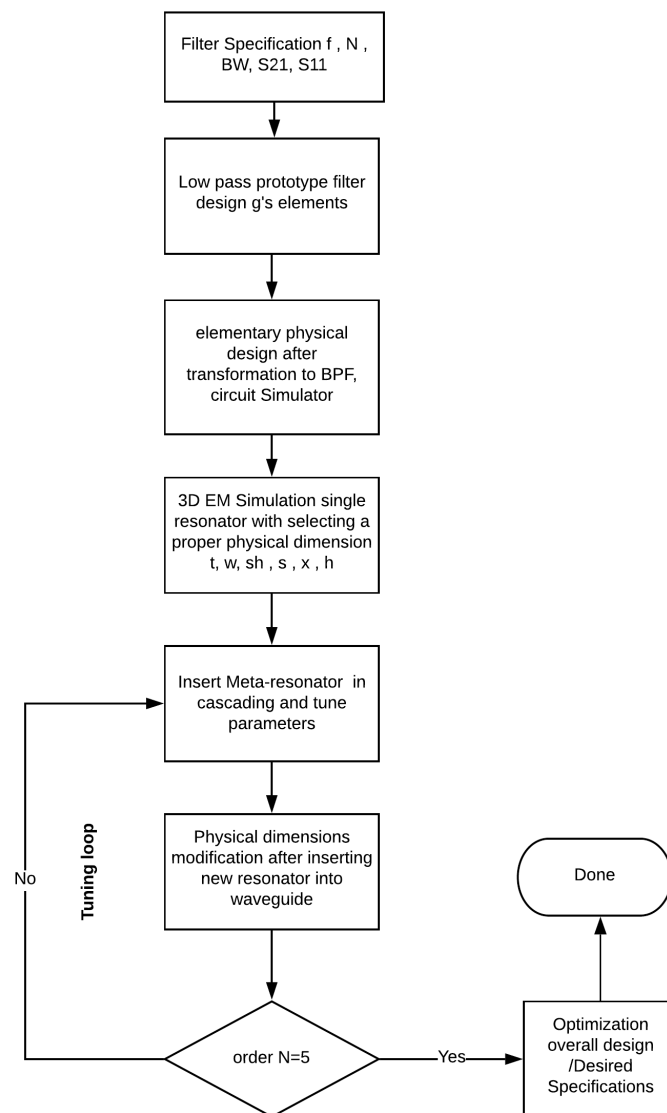 Filter Specification f , N ,
BW, S21, S11
Low pass prototype filter
design g's elements
elementary physical
design after
transformation to BPF,
circuit Simulator
3D EM Simulation single
resonator with selecting a
proper physical dimension
t, w, sh , s , x , h
Insert Meta-resonator in
cascading and tune
parameters
Physical dimensions
modification after inserting
new resonator into
waveguide
No
Tuning loop
order N=5
Yes
Optimization
overall design
/Desired
Specifications
Done